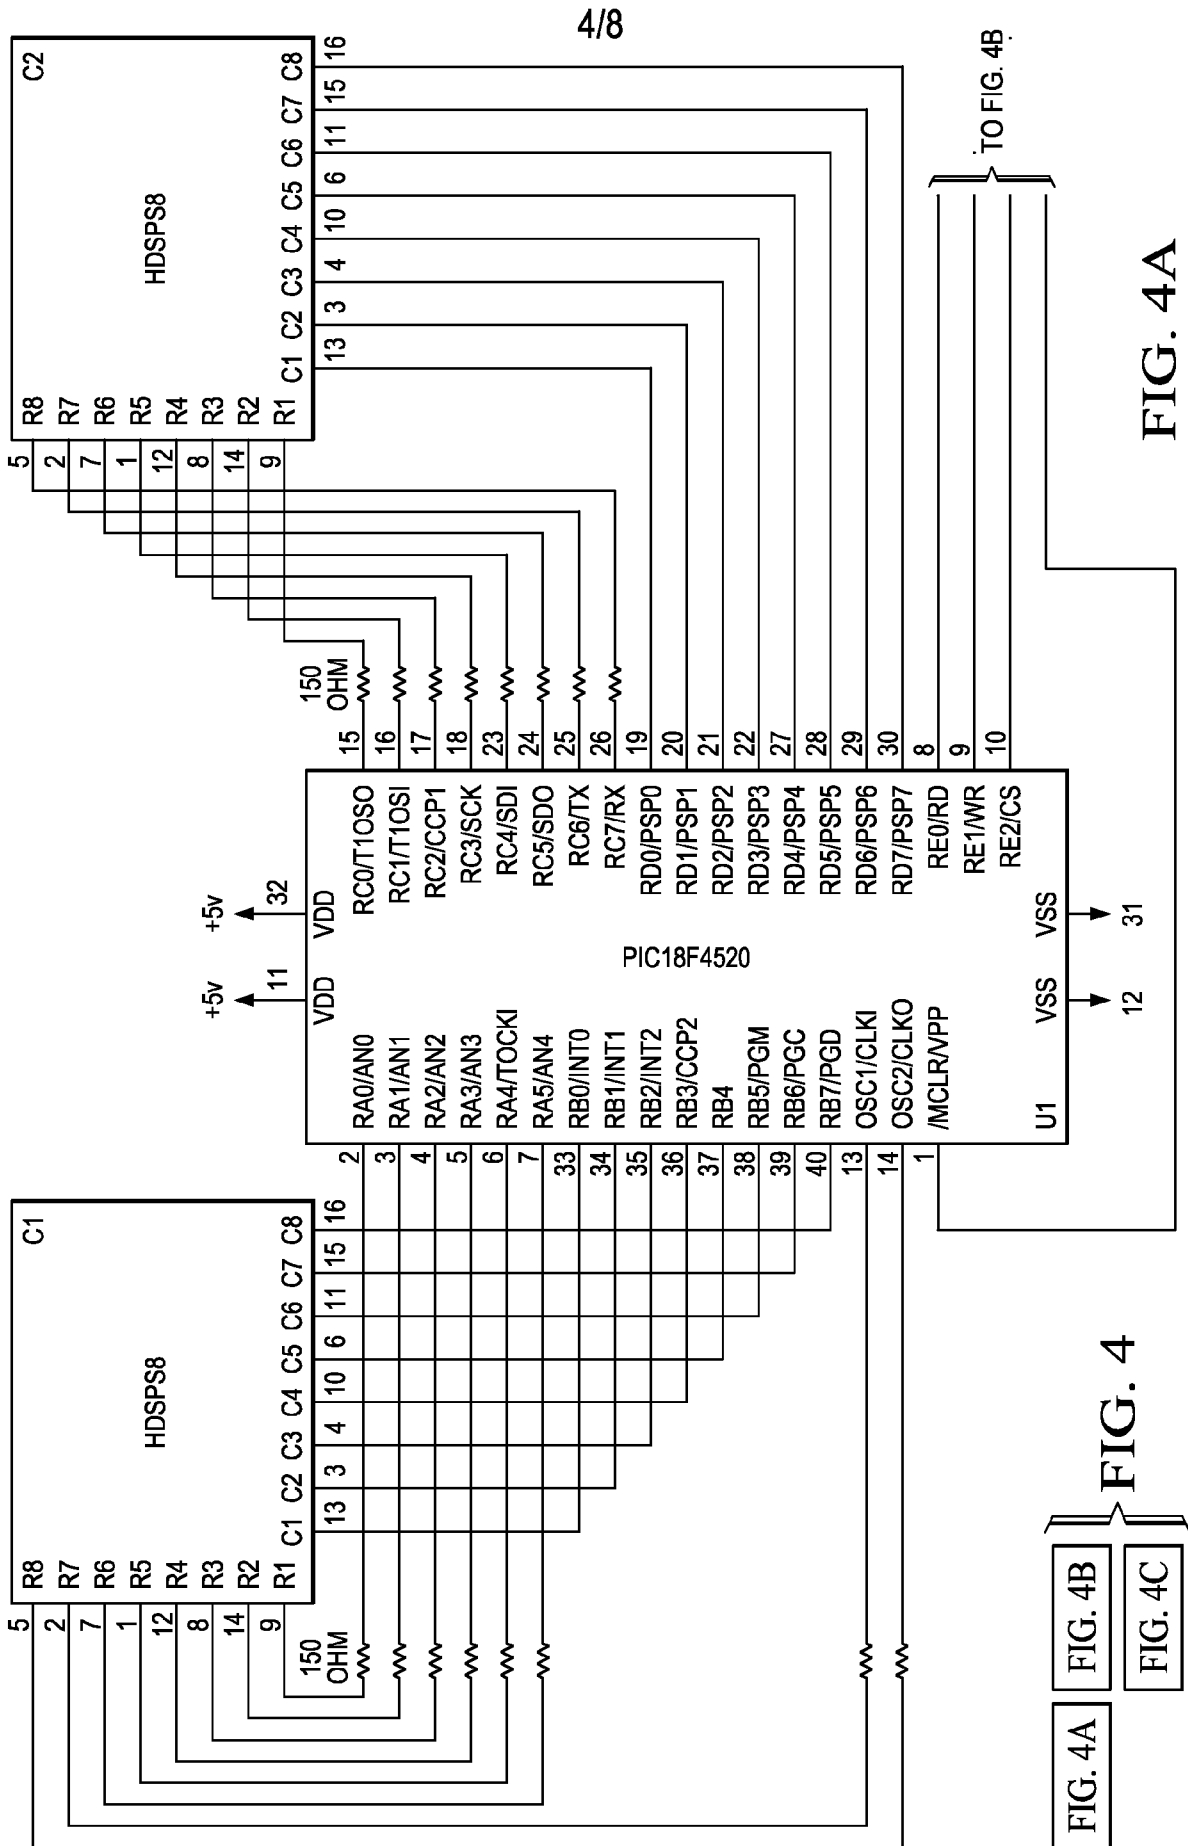 4/8
C2
HDSPS8
R8
R7
R6
R5
R4
R3
R2
R1
C1 C2 C3 C4 C5 C6 C7 C8
5
2
7
1
12
8
14
9
13 3 4 10 6 11 15 16
150
OHM
C1
HDSPS8
R8
R7
R6
R5
R4
R3
R2
R1
C1 C2 C3 C4 C5 C6 C7 C8
5
2
7
1
12
8
14
9
13 3 4 10 6 11 15 16
150
OHM
+5v +5v
11 32
VDD VDD
2 RA0/AN0
3 RA1/AN1
4 RA2/AN2
5 RA3/AN3
6 RA4/TOCKI
7 RA5/AN4
33 RB0/INT0
34 RB1/INT1
35 RB2/INT2
36 RB3/CCP2
37 RB4
38 RB5/PGM
39 RB6/PGC
40 RB7/PGD
13 OSC1/CLKI
14 OSC2/CLKO
1 /MCLR/VPP
PIC18F4520
RC0/T1OSO 15
RC1/T1OSI 16
RC2/CCP1 17
RC3/SCK 18
RC4/SDI 23
RC5/SDO 24
RC6/TX 25
RC7/RX 26
RD0/PSP0 19
RD1/PSP1 20
RD2/PSP2 21
RD3/PSP3 22
RD4/PSP4 27
RD5/PSP5 28
RD6/PSP6 29
RD7/PSP7 30
RE0/RD 8
RE1/WR 9
RE2/CS 10
U1
VSS VSS
12 31
TO FIG. 4B
FIG. 4A
FIG. 4A
FIG. 4B
FIG. 4C
FIG. 4